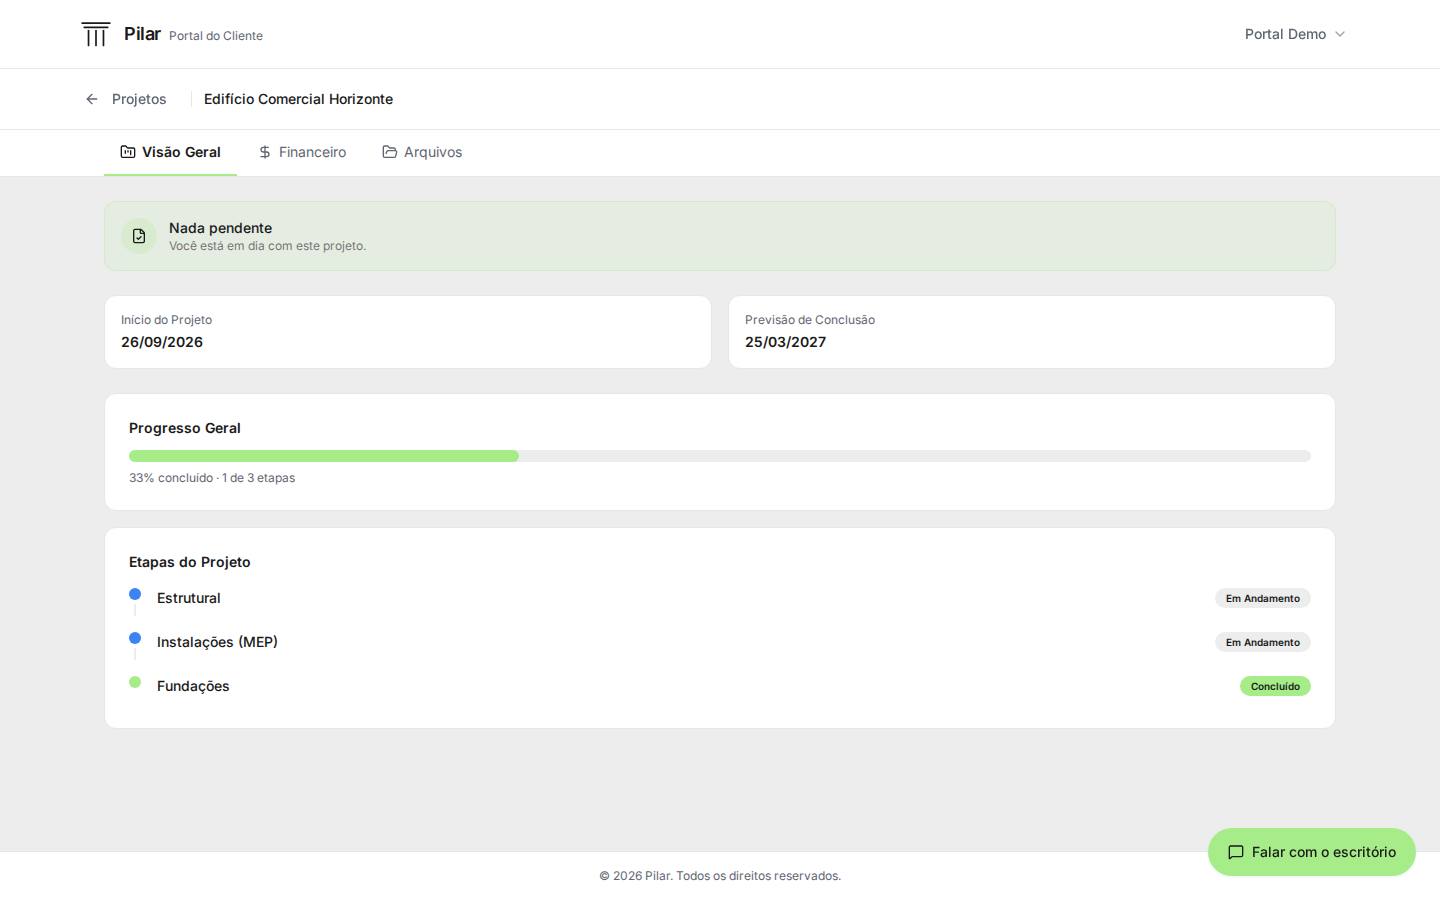 Pilar Portal do Cliente
Portal Demo
Projetos
Edifício Comercial Horizonte
Visão Geral
Financeiro
Arquivos
Nada pendente
Você está em dia com este projeto.
Início do Projeto
26/09/2026
Previsão de Conclusão
25/03/2027
Progresso Geral
33% concluído · 1 de 3 etapas
Etapas do Projeto
Estrutural
Em Andamento
Instalações (MEP)
Em Andamento
Fundações
Concluído
Falar com o escritório
© 2026 Pilar. Todos os direitos reservados.